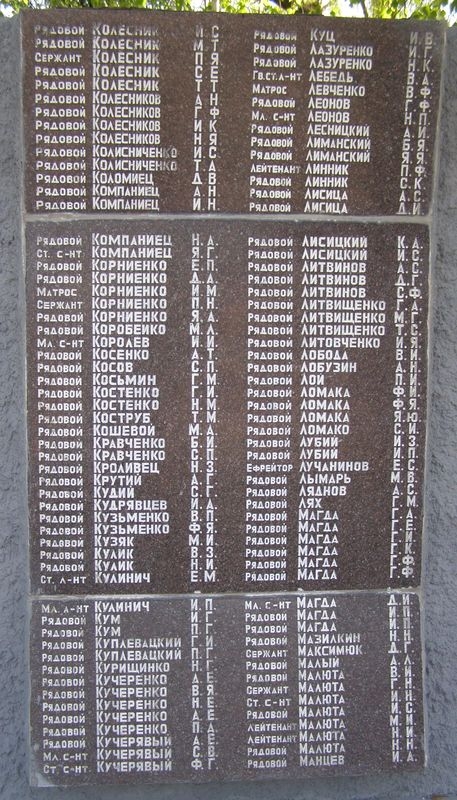 Рядовой Колесник И.С
Рядовой Колесник М.Т
Сержант Колесник П.Я
Рядовой Колесник С.Е
Рядовой Колесник Т.Т
Рядовой Колесников А.Н
Рядовой Колесников Г.Ф
Рядовой Колесников И.К
Рядовой Колесников Н.Я
Рядовой Колисниченко И.С
Рядовой Колисниченко Т.А
Рядовой Коломиец Д.В
Рядовой Компаниец А.Н
Рядовой Компаниец И.Н
Рядовой Компаниец Н.А.
Ст. с-нт Компаниец Я.Г.
Рядовой Корниенко Е.П.
Рядовой Корниенко Д.Д.
Матрос Корниенко И.М.
Сержант Корниенко П.Н.
Рядовой Корниенко Я.А.
Рядовой Коробейко М.Л.
Мл. с-нт Королев И.И.
Рядовой Косенко А.Т.
Рядовой Косов С.П.
Рядовой Косьмин Г.М.
Рядовой Костенко Г.И.
Рядовой Костенко Н.М.
Рядовой Коструб Т.М.
Рядовой Кошевой М.А.
Рядовой Кравченко Б.И.
Рядовой Кравченко С.П.
Рядовой Кроливец Н.З.
Рядовой Крутий А.Г.
Рядовой Кудий С.Г.
Рядовой Кудрявцев И.А.
Рядовой Кузьменко В.П.
Рядовой Кузьменко Ф.Я.
Рядовой Кузяк М.И.
Рядовой Кулик В.З.
Рядовой Кулик Н.И.
Ст. л-нт Кулинич Е.М.
Мл. л-нт Кулинич И.П.
Рядовой Кум И.Г.
Рядовой Кум П.Г
Рядовой Куплевацкий Г.И
Рядовой Куплевацкий П.Г.
Рядовой Курищинко Н.Г.
Рядовой Кучеренко А.Е.
Рядовой Кучеренко В.Я
Рядовой Кучеренко Н.Е
Рядовой Кучеренко А.Е.
Рядовой Кучеренко П.А.
Рядовой Кучерявый А.Е
Мл. с-нт Кучерявый С.В.
Ст. с-нт Кучерявый Ф.Г.
Рядовой Куц И.В.
Рядовой Лазуренко В.Г
Рядовой Лазуренко Н.К
Гв. ст. л-нт Лебедь В.А.
Матрос Левченко В.Ф
Рядовой Леонов Г.Ф
Мл. с-нт Леонов Н.П
Рядовой Лесницкий А.И
Рядовой Лиманский Б.Я
Рядовой Лиманский Я.Я
Лейтенант Линник П.Ф
Рядовой Линник С.К
Рядовой Лисица А.С
Рядовой Лисица Д.И
Рядовой Лисицкий К.А.
Рядовой Лисицкий И.С
Рядовой Литвинов А.С
Рядовой Литвинов Д.Г
Рядовой Литвинов С.Ф
Рядовой Литвищенко Г.А
Рядовой Литвищенко М.Г
Рядовой Литвищенко Т.С
Рядовой Литовченко И.Я
Рядовой Лобода В.И
Рядовой Лобузин А.Н
Рядовой Лой П.И
Рядовой Ломака Ф.И
Рядовой Ломака Ф.Я
Рядовой Ломака Я.Ю
Рядовой Ломако С.И
Рядовой Лубий И.З
Рядовой Лубий И.П
Ефрейтор Лучанинов Е.С
Рядовой Лымарь М.В
Рядовой Ляднов А.С
Рядовой Лях Г.М
Рядовой Магда Г.А
Рядовой Магда Г.Е
Рядовой Магда Г.И
Рядовой Магда Г.К
Рядовой Магда Г.Ф
Рядовой Магда Г.Ф
Мл. с-нт Магда Д.И
Рядовой Магда И.И
Рядовой Магда И.П
Рядовой Мазилкин Н.Н
Сержант Максимюк Д.Г
Рядовой Малый А.Л
Рядовой Малюта В.И
Сержант Малюта Г.Н
Ст. с-нт Малюта И.Н
Рядовой Малюта И.С
Лейтенант Малюта М.И
Лейтенант Малюта Н.И
Рядовой Малюта Н.Н
Рядовой Манцев И.А